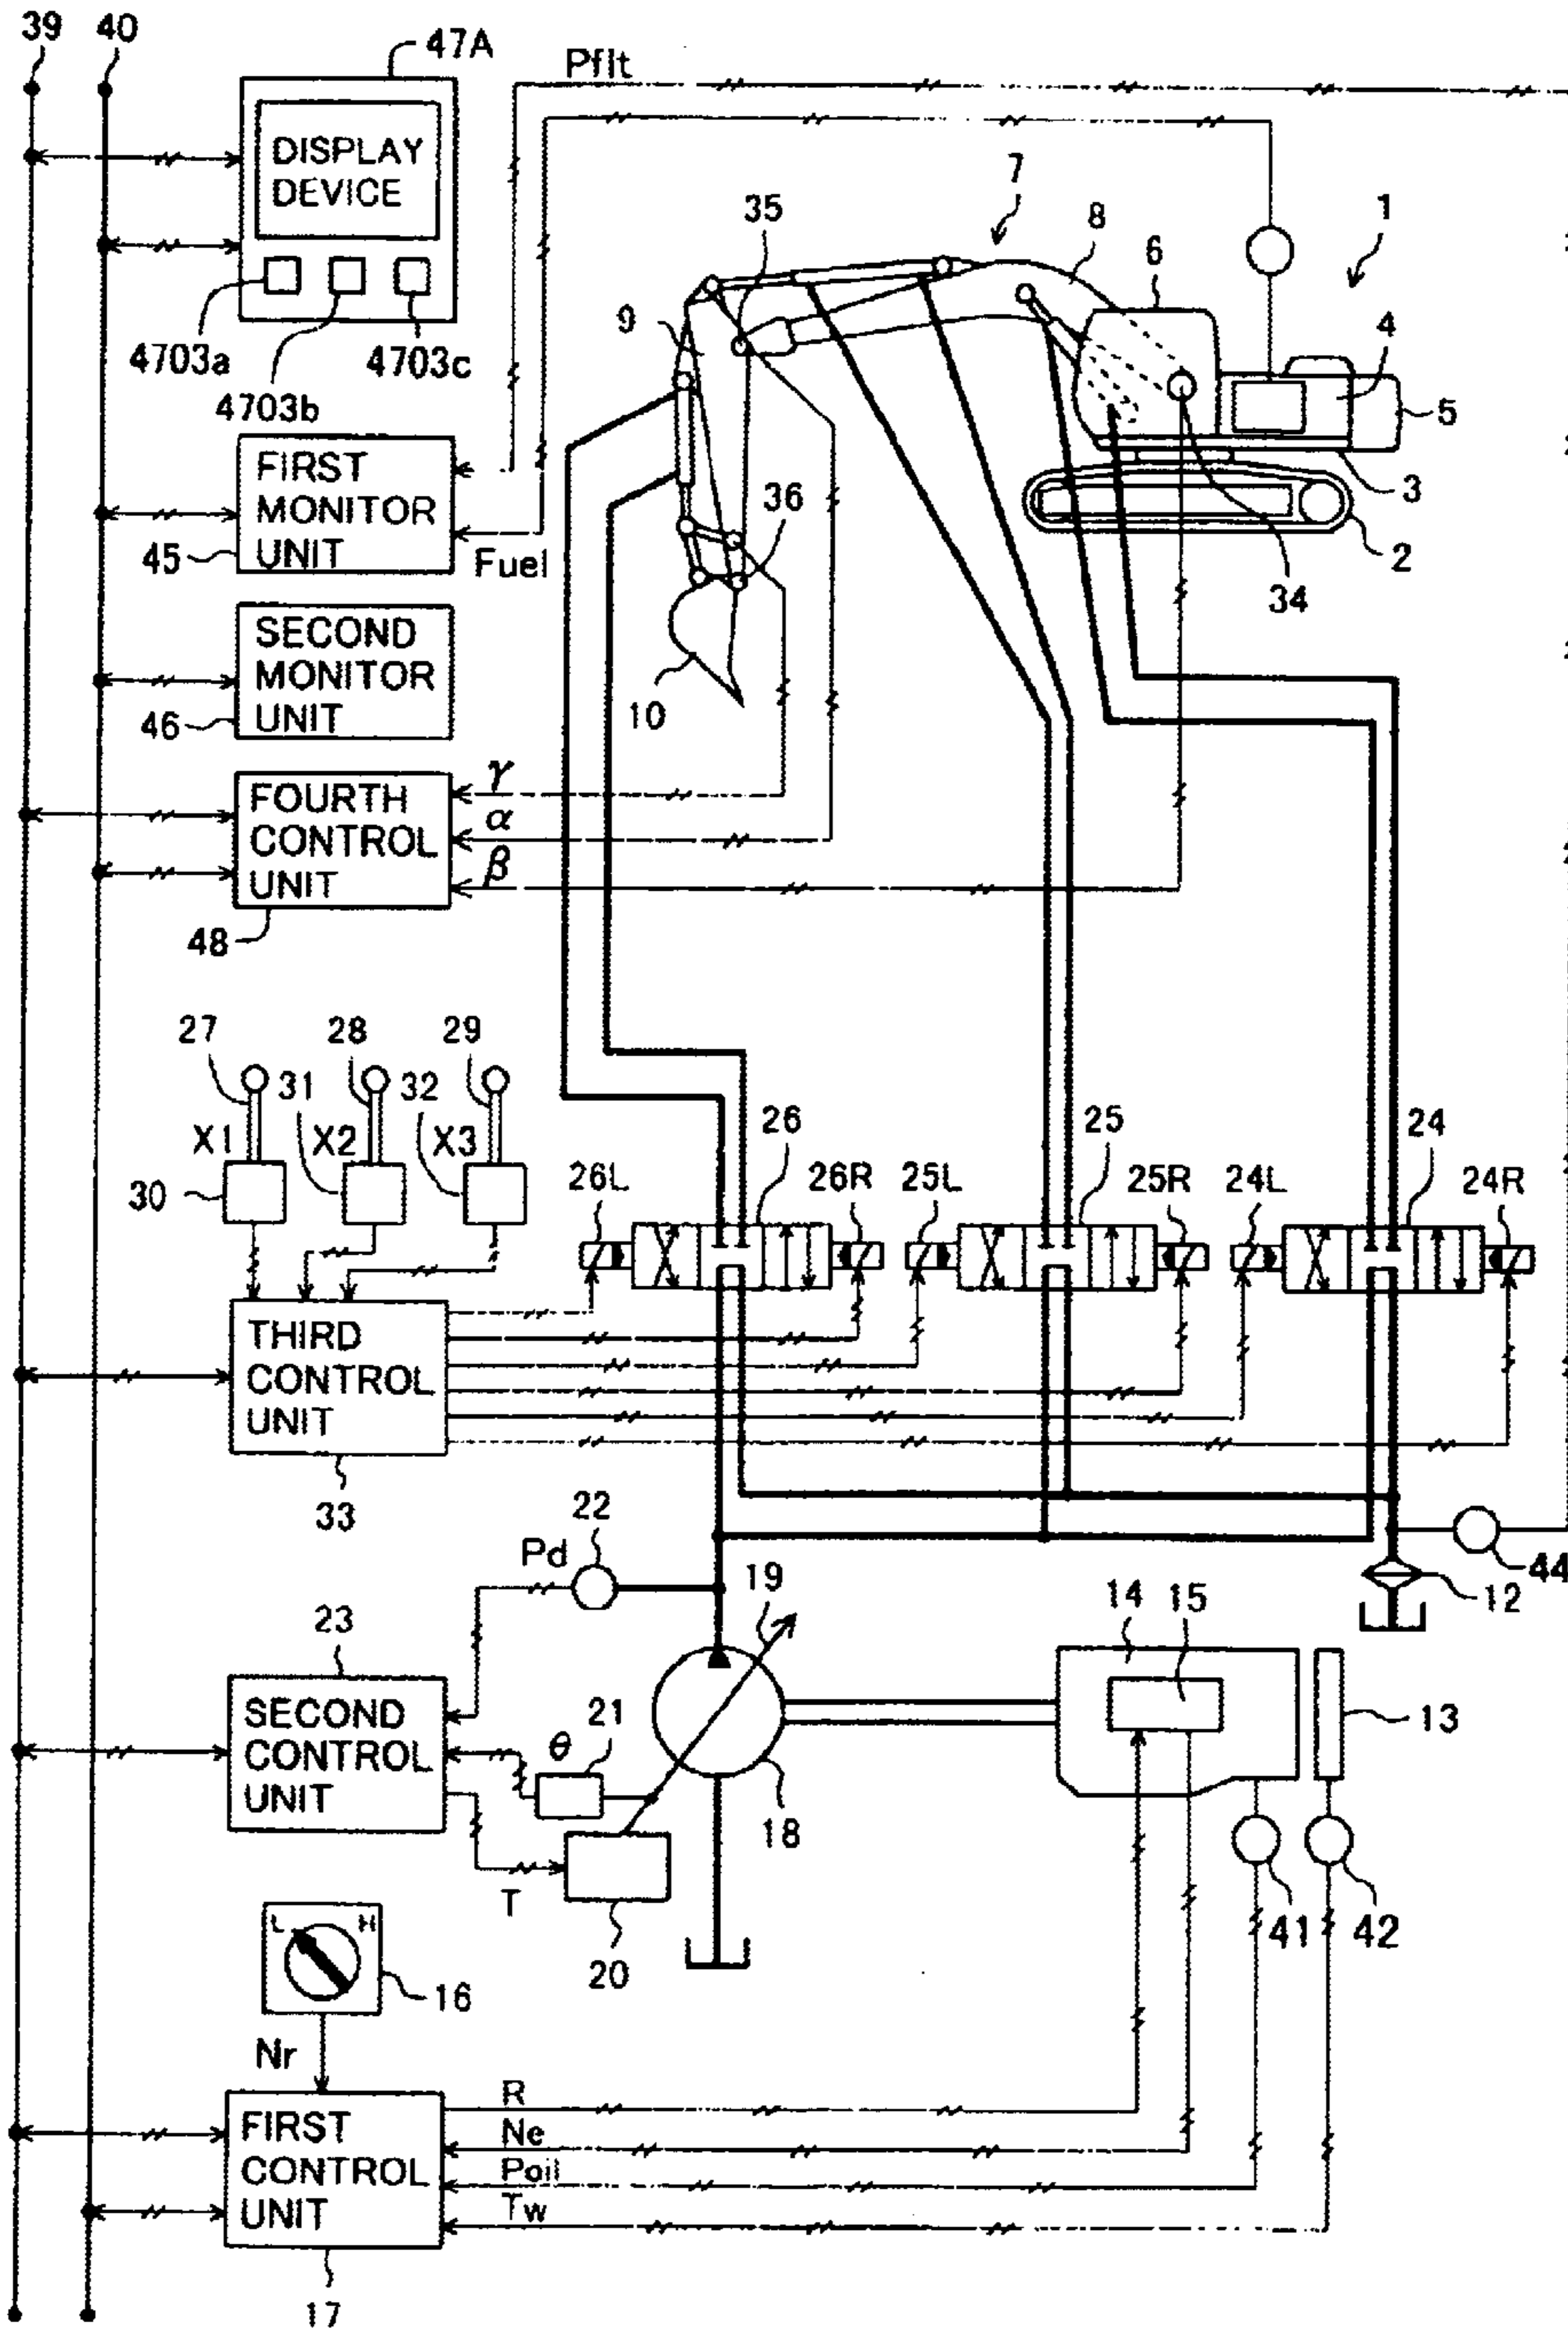 39
40
47A
Pflt
DISPLAY
DEVICE
4703a
4703b
4703c
35
7
8
6
1
4
5
9
3
2
34
36
10
FIRST
MONITOR
UNIT
45
Fuel
SECOND
MONITOR
UNIT
46
FOURTH
CONTROL
UNIT
48
γ
α
β
27
28
29
31
32
X1
X2
X3
30
26
25
24
26L
26R
25L
25R
24L
24R
THIRD
CONTROL
UNIT
33
22
Pd
44
12
19
14
15
23
SECOND
CONTROL
UNIT
θ
21
13
18
T
20
41
42
L
H
16
Nr
R
Ne
Poil
Tw
FIRST
CONTROL
UNIT
17